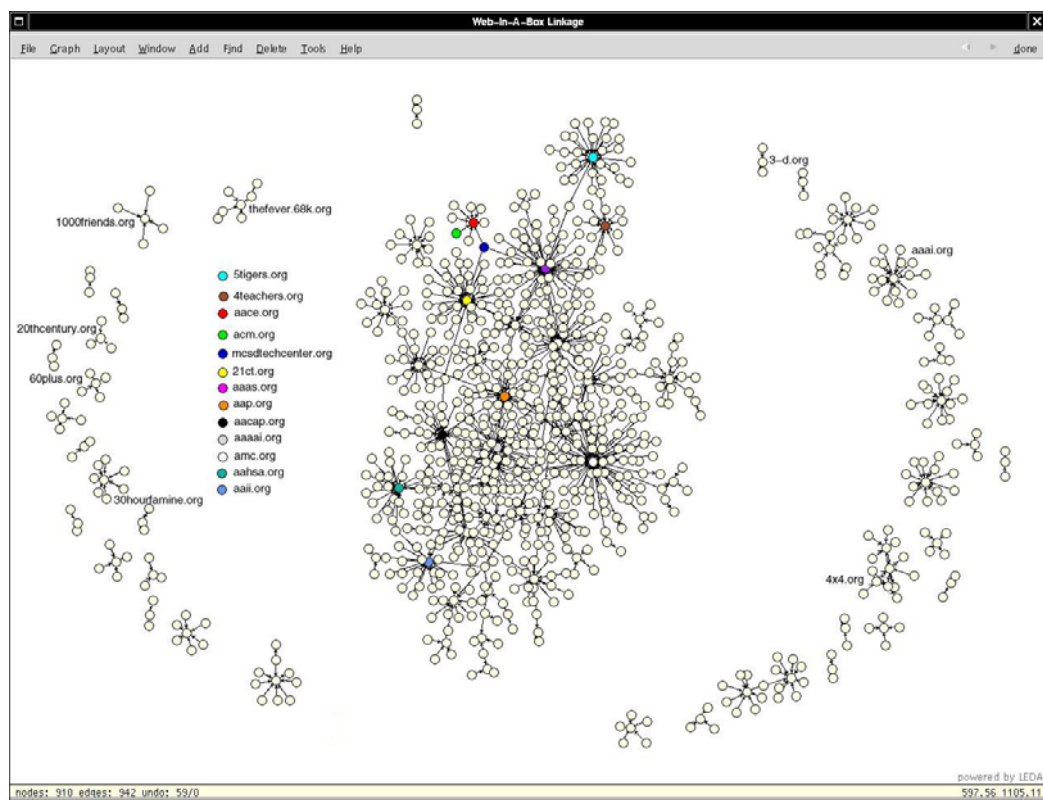 Web-In-A-Box Linkage
File Graph Layout Window Add Find Delete Tools Help done
3-d.org
thefever.68k.org
1000friends.org
aaai.org
5tigers.org
4teachers.org
aace.org
acm.org
20thcentury.org
mcsdtechcenter.org
21ct.org
60plus.org
aaas.org
aap.org
aacap.org
aaaai.org
amc.org
aahsa.org
aaii.org
30hourfamine.org
4x4.org
powered by LEDA
nodes: 910 edges: 942 undo: 59/0 597.56 1105.11